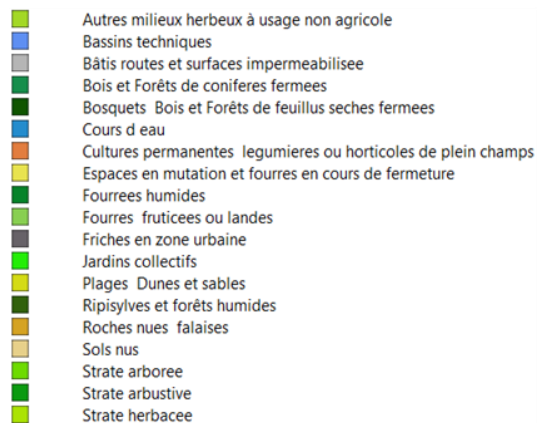 Autres milieux herbeux à usage non agricole
Bassins techniques
Bâtis routes et surfaces impermeabilisee
Bois et Forêts de coniferes fermees
Bosquets Bois et Forêts de feuillus seches fermees
Cours d eau
Cultures permanentes legumieres ou horticoles de plein champs
Espaces en mutation et fourres en cours de fermeture
Fourrees humides
Fourres fruticees ou landes
Friches en zone urbaine
Jardins collectifs
Plages Dunes et sables
Ripisylves et forêts humides
Roches nues falaises
Sols nus
Strate arboree
Strate arbustive
Strate herbacee